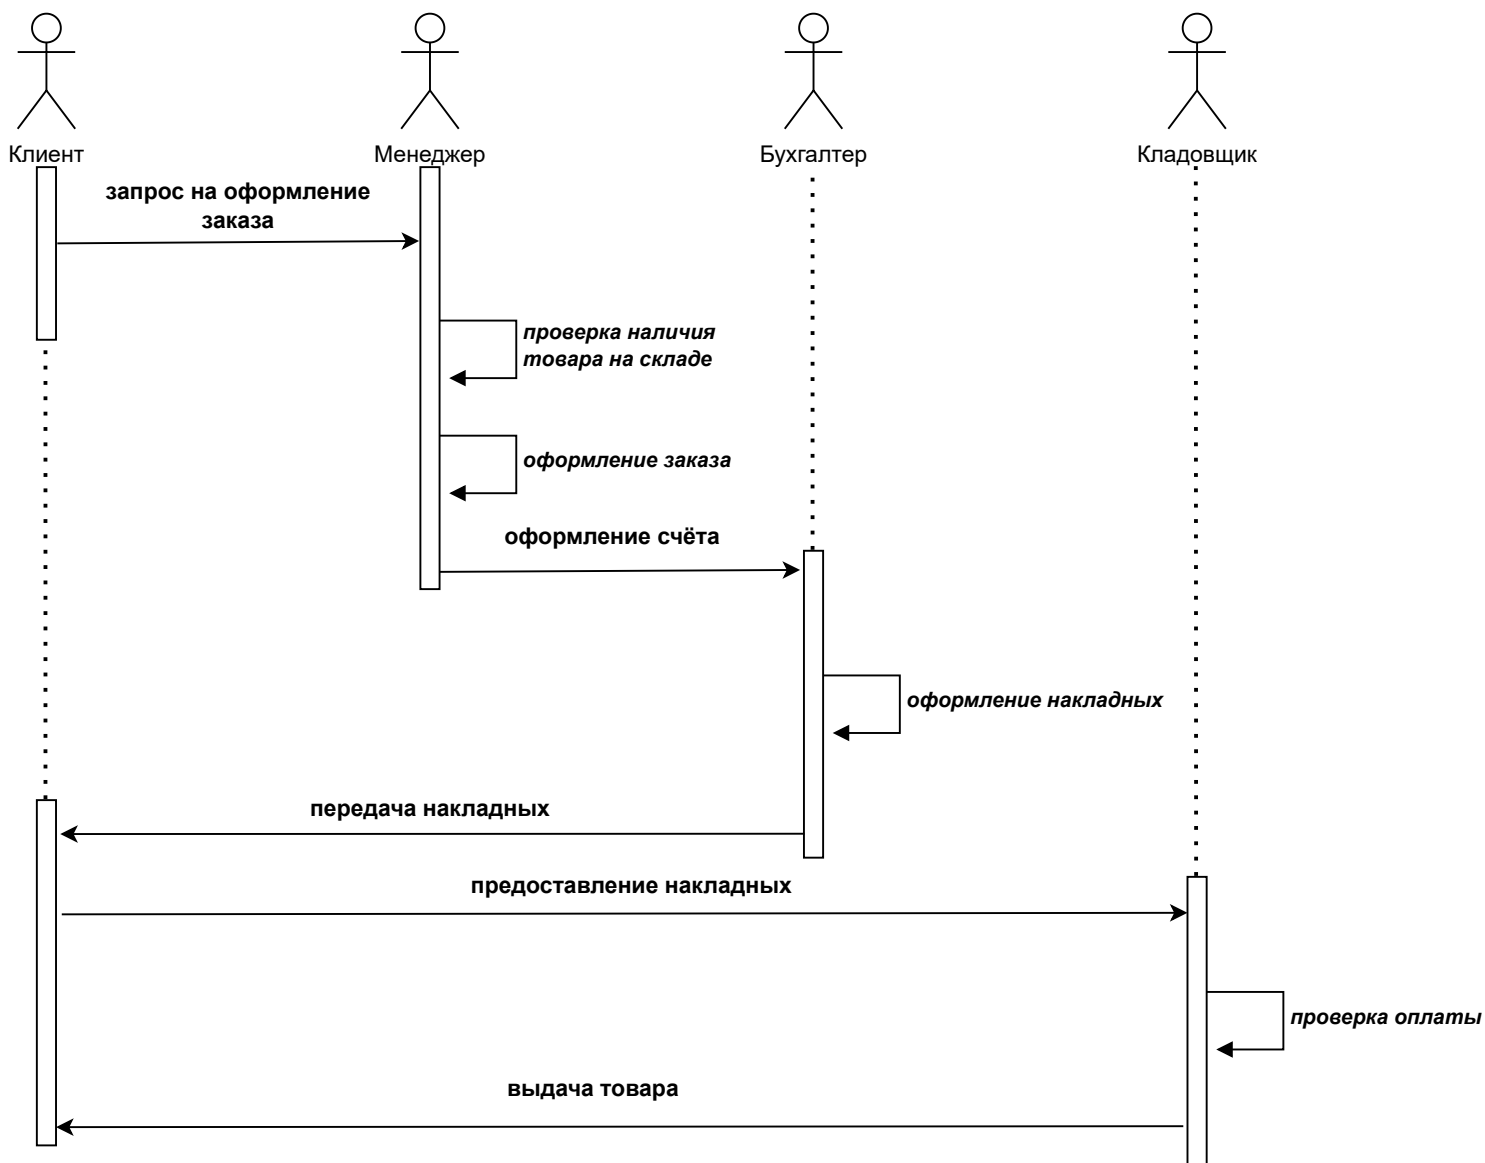 Клиент
Менеджер
Бухгалтер
Кладовщик
запрос на оформление
заказа
проверка наличия
товара на складе
оформление заказа
оформление счёта
оформление накладных
передача накладных
предоставление накладных
проверка оплаты
выдача товара